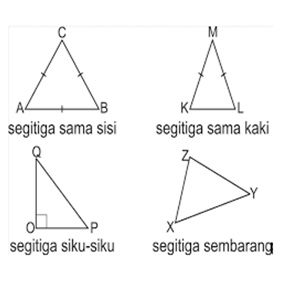 C
M
A
B
K
L
segitiga sama sisi
segitiga sama kaki
Q
Z
Y
O
P
X
segitiga siku-siku
segitiga sembarang